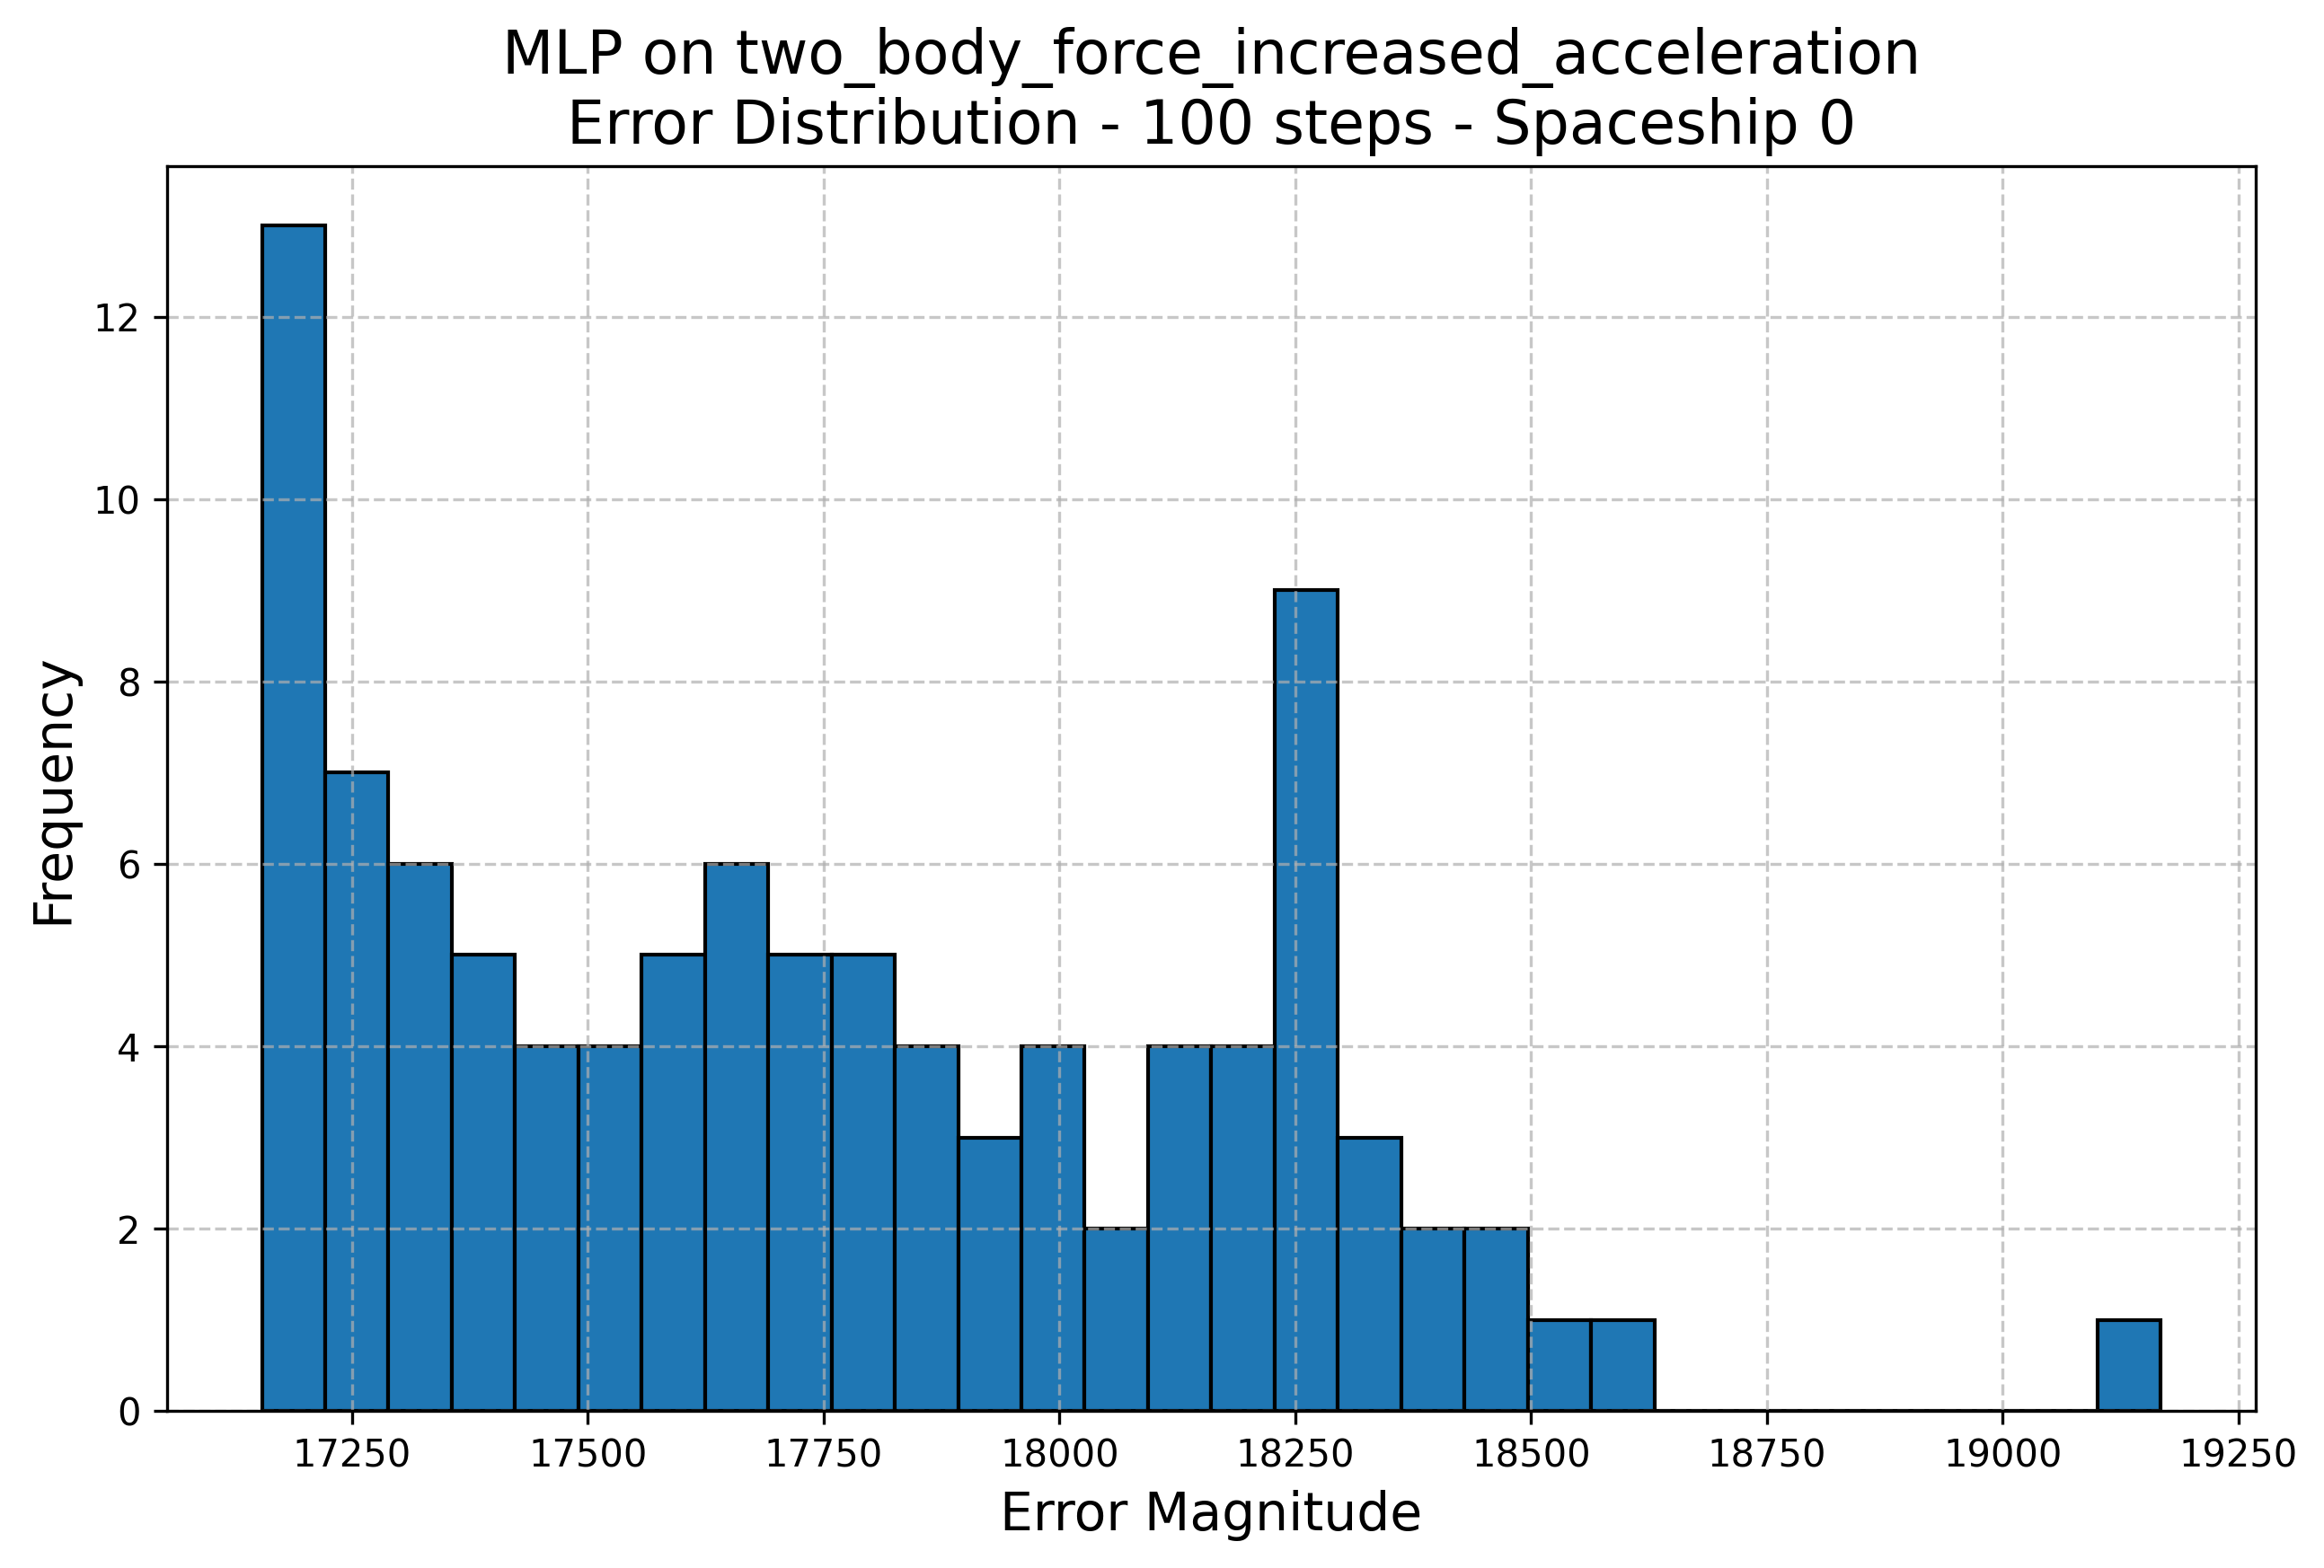 MLP on two_body_force_increased_acceleration
Error Distribution - 100 steps - Spaceship 0
Frequency
12
10
8
6
4
2
0
17250 17500 17750 18000 18250 18500 18750 19000 19250
Error Magnitude